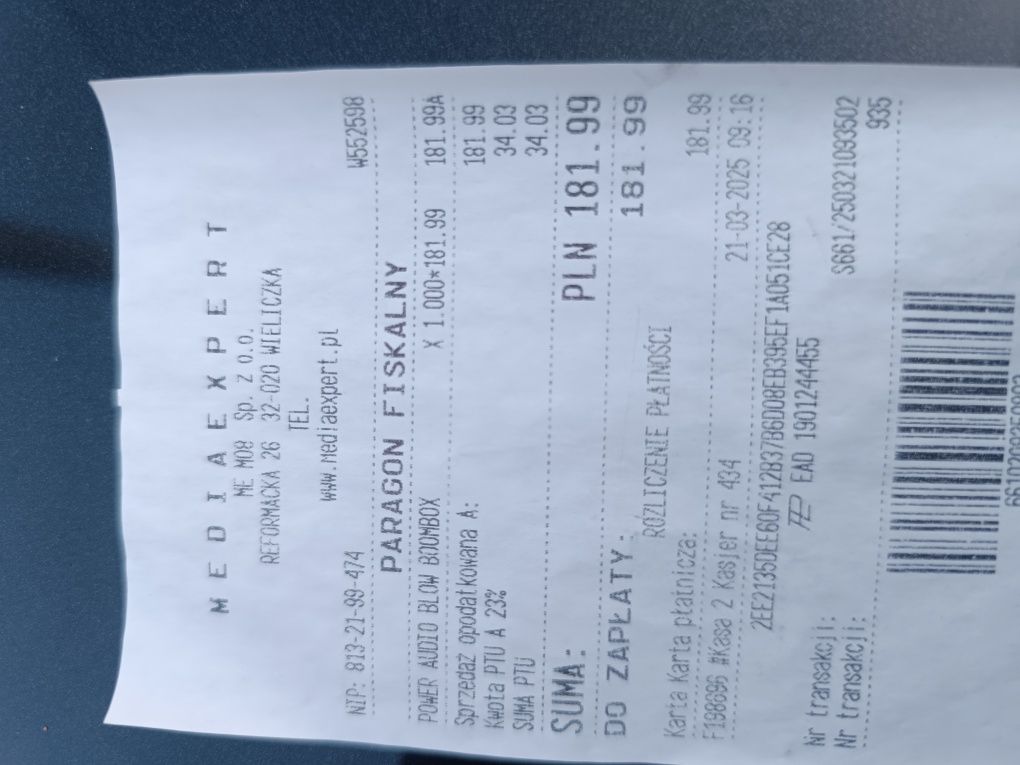 M E D I A E X P E R T
ME MO8 Sp. Z O.O.
REFORMACKA 26 32-020 WIELICZKA
TEL.
www.mediaexpert.pl
NIP: 813-21-99-474 W552598
PARAGON FISKALNY
POWER AUDIO BLOW BOOMBOX X 1.000*181.99 181.99A
Sprzedaż opodatkowana A: 181.99
Kwota PTU A 23% 34.03
SUMA PTU 34.03
SUMA: PLN 181.99
DO ZAPŁATY: 181.99
ROZLICZENIE PŁATNOŚCI
Karta Karta płatnicza: 181.99
F198696 #Kasa 2 Kasjer nr 434 21-03-2025 09:16
2EE2135DEE60F412B37B6D08EB395EF1A051CE28
EAD 1901244455
Nr transakcji: S661/250321093502
Nr transakcji: 935